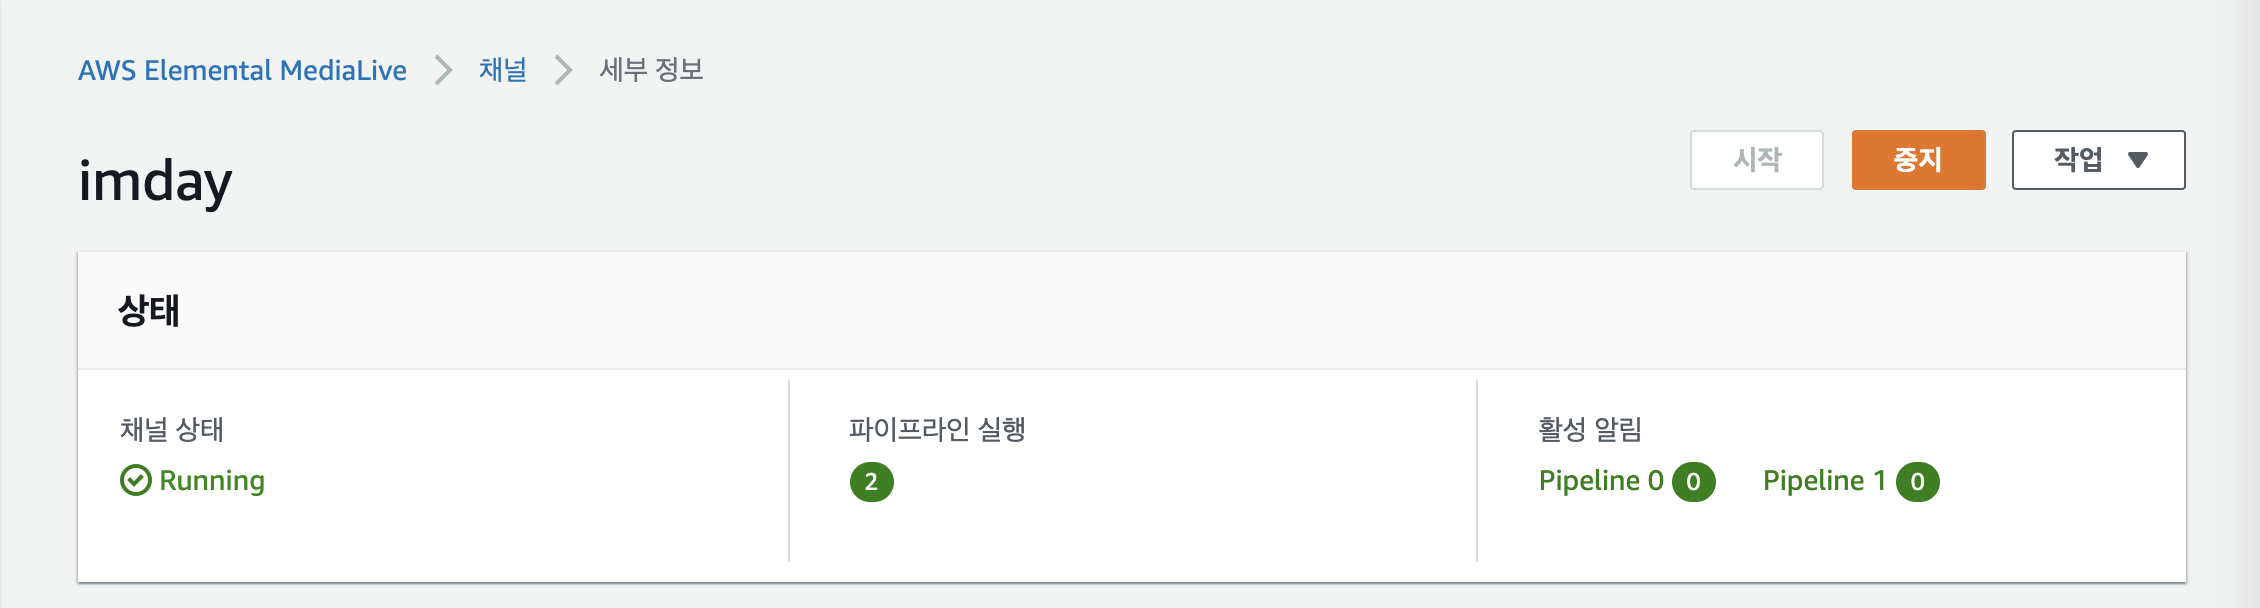 AWS Elemental MediaLive > 채널 > 세부 정보
imday
시작 중지 작업 ▼
상태
채널 상태 파이프라인 실행 활성 알림
Running 2 Pipeline 0 0 Pipeline 1 0